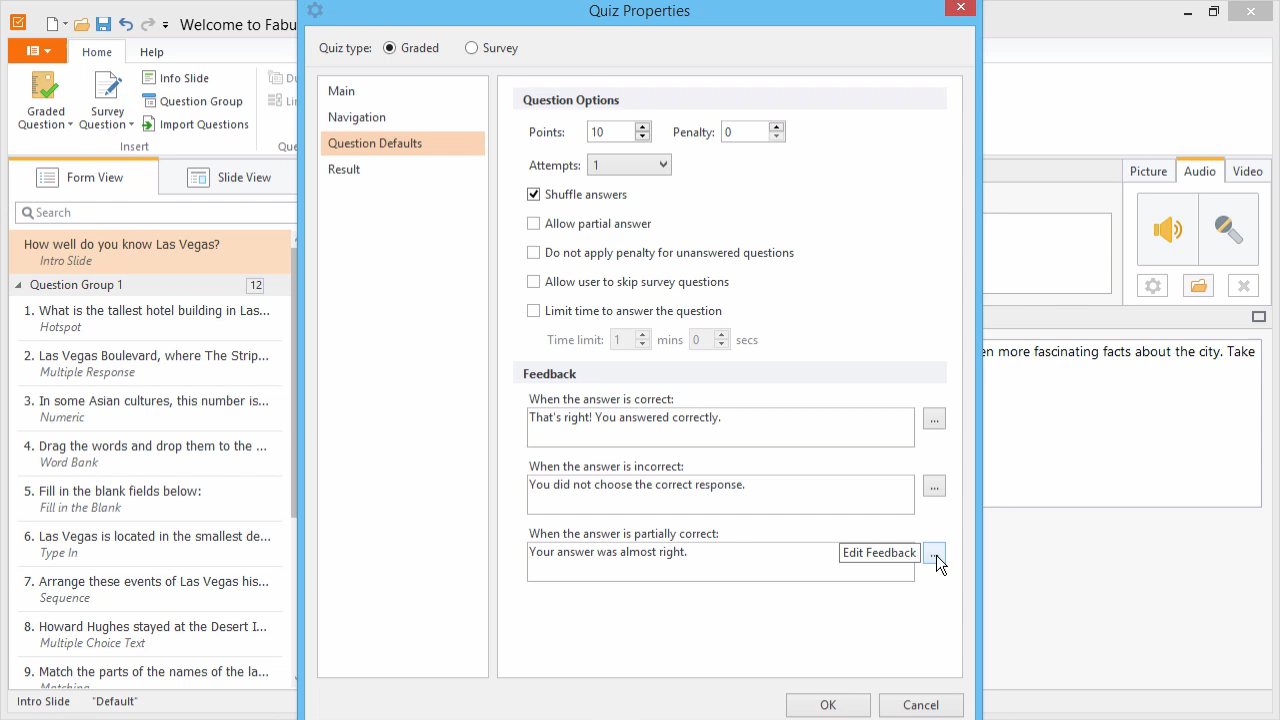 Quiz Properties
Welcome to Fabu
Quiz type:
Graded
Survey
Home
Help
Graded Question
Survey Question
Info Slide
Question Group
Import Questions
Du
Lin
Insert
Que
Form View
Slide View
Search
How well do you know Las Vegas?
Intro Slide
Question Group 1
12
1. What is the tallest hotel building in Las...
Hotspot
2. Las Vegas Boulevard, where The Strip...
Multiple Response
3. In some Asian cultures, this number is...
Numeric
4. Drag the words and drop them to the ...
Word Bank
5. Fill in the blank fields below:
Fill in the Blank
6. Las Vegas is located in the smallest de...
Type In
7. Arrange these events of Las Vegas his...
Sequence
8. Howard Hughes stayed at the Desert I...
Multiple Choice Text
9. Match the parts of the names of the la...
Matching
Intro Slide "Default"
Main
Navigation
Question Defaults
Result
Question Options
Points: 10 Penalty: 0
Attempts: 1
Shuffle answers
Allow partial answer
Do not apply penalty for unanswered questions
Allow user to skip survey questions
Limit time to answer the question
Time limit: 1 mins 0 secs
Feedback
When the answer is correct:
That's right! You answered correctly.
...
When the answer is incorrect:
You did not choose the correct response.
...
When the answer is partially correct:
Your answer was almost right.
Edit Feedback
...
OK
Cancel
Picture
Audio
Video
en more fascinating facts about the city. Take